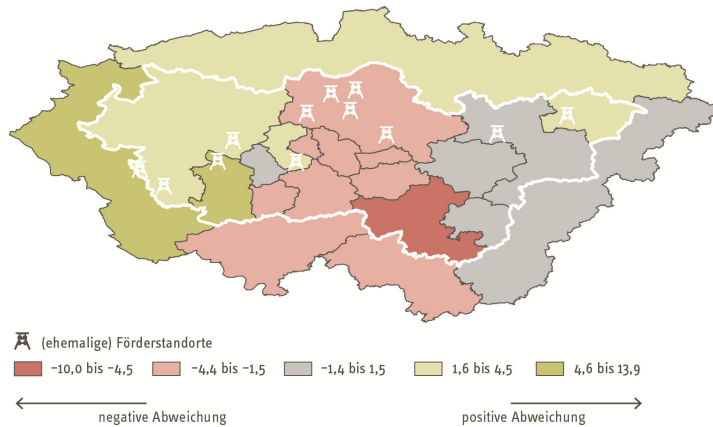 (ehemalige) Förderstandorte
−10,0 bis −4,5
−4,4 bis −1,5
−1,4 bis 1,5
1,6 bis 4,5
4,6 bis 13,9
negative Abweichung
positive Abweichung